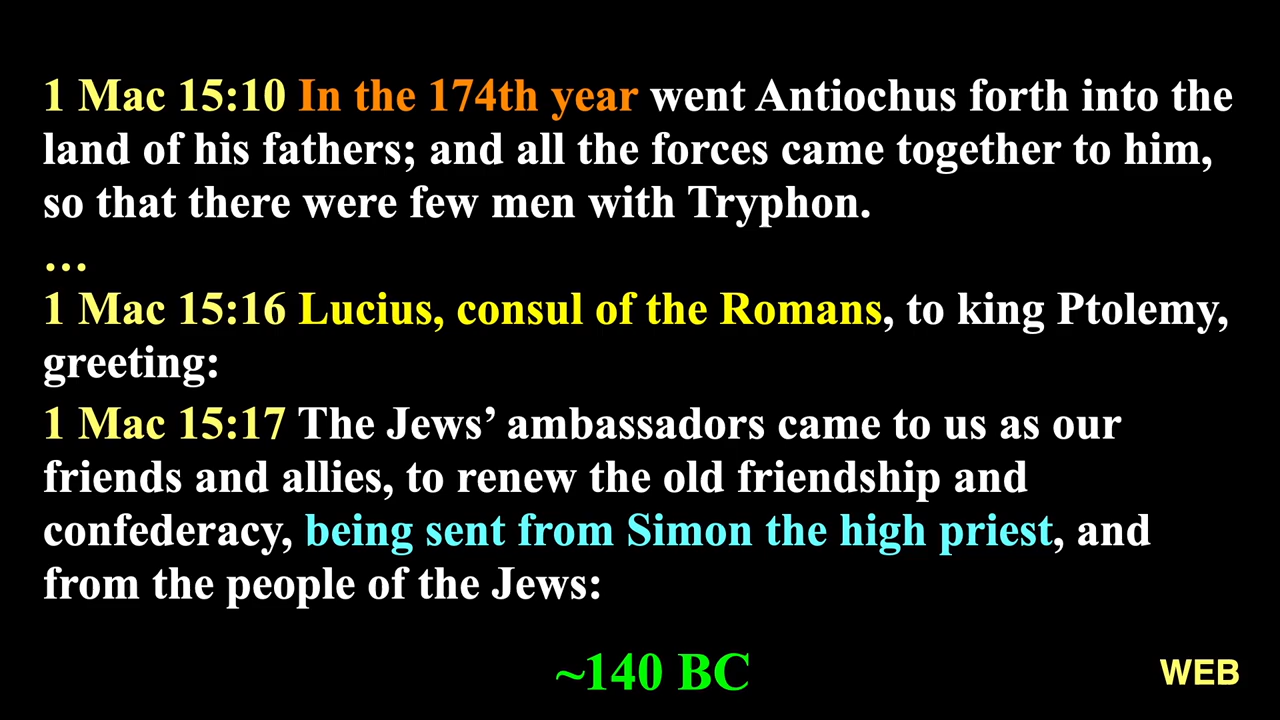 1 Mac 15:10 In the 174th year went Antiochus forth into the
land of his fathers; and all the forces came together to him,
so that there were few men with Tryphon.
…
1 Mac 15:16 Lucius, consul of the Romans, to king Ptolemy,
greeting:
1 Mac 15:17 The Jews’ ambassadors came to us as our
friends and allies, to renew the old friendship and
confederacy, being sent from Simon the high priest, and
from the people of the Jews:
~140 BC
WEB